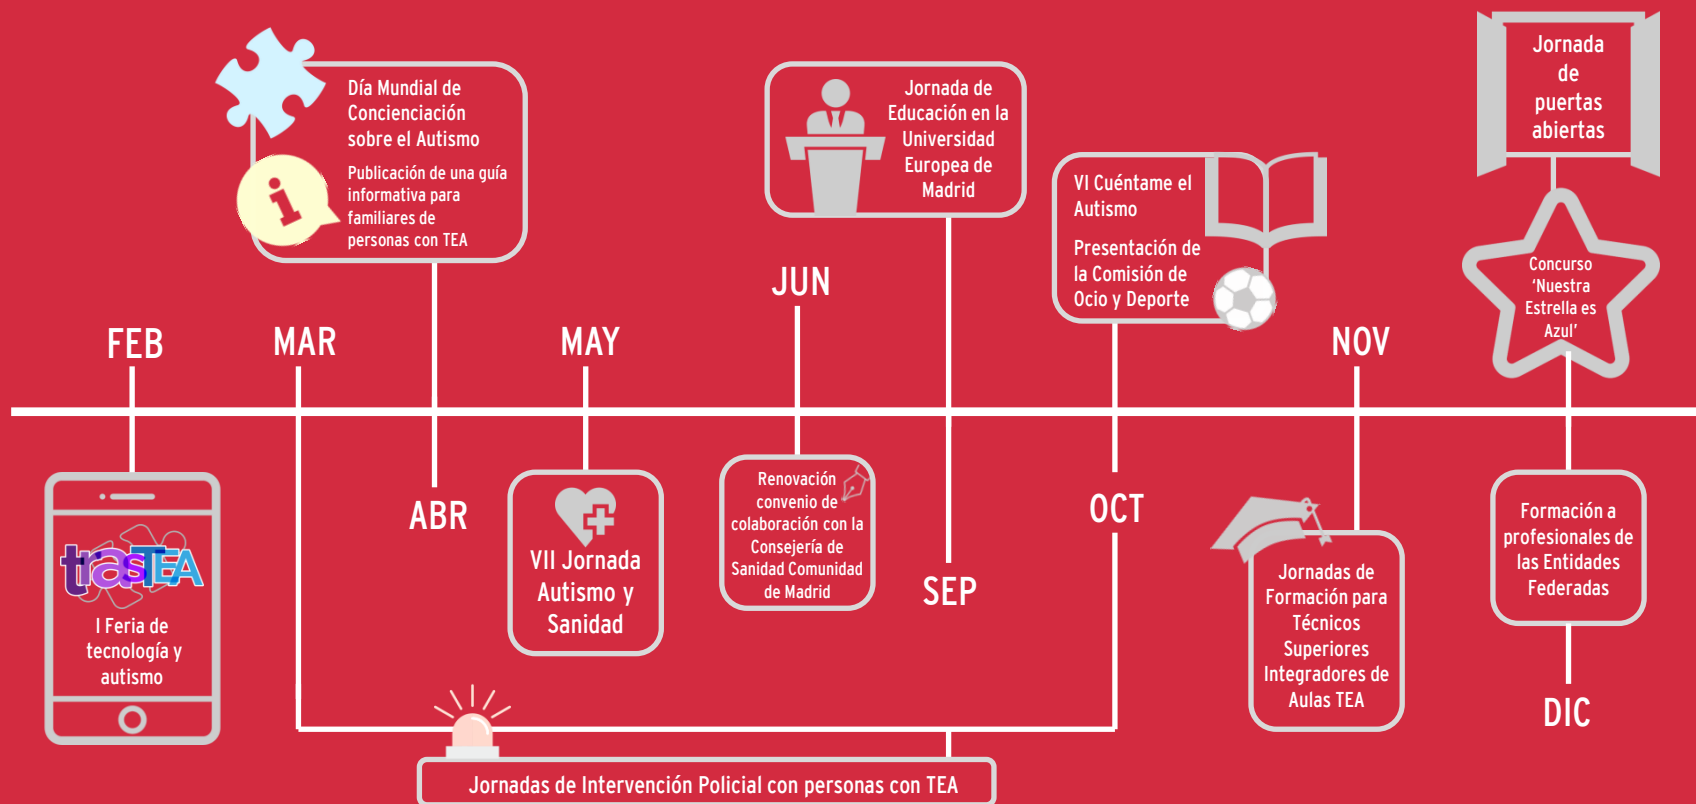 FEB
trasTEA
I Feria de
tecnología y
autismo
MAR
Día Mundial de
Concienciación
sobre el Autismo
i
Publicación de una guía
informativa para
familiares de
personas con TEA
ABR
MAY
VII Jornada
Autismo y
Sanidad
JUN
Renovación
convenio de
colaboración con la
Consejería de
Sanidad Comunidad
de Madrid
Jornada de
Educación en la
Universidad
Europea de
Madrid
SEP
VI Cuéntame el
Autismo
Presentación de
la Comisión de
Ocio y Deporte
OCT
Jornadas de Intervención Policial con personas con TEA
NOV
Jornadas de
Formación para
Técnicos
Superiores
Integradores de
Aulas TEA
Jornada
de
puertas
abiertas
Concurso
‘Nuestra
Estrella es
Azul’
Formación a
profesionales de
las Entidades
Federadas
DIC